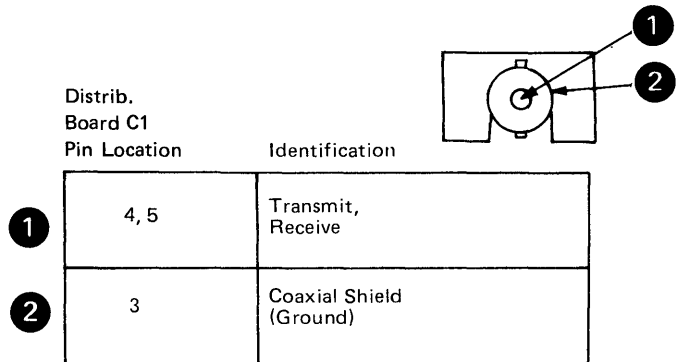 1
2
Distrib.
Board C1
Pin Location Identification
1 4, 5 Transmit,
Receive
2 3 Coaxial Shield
(Ground)